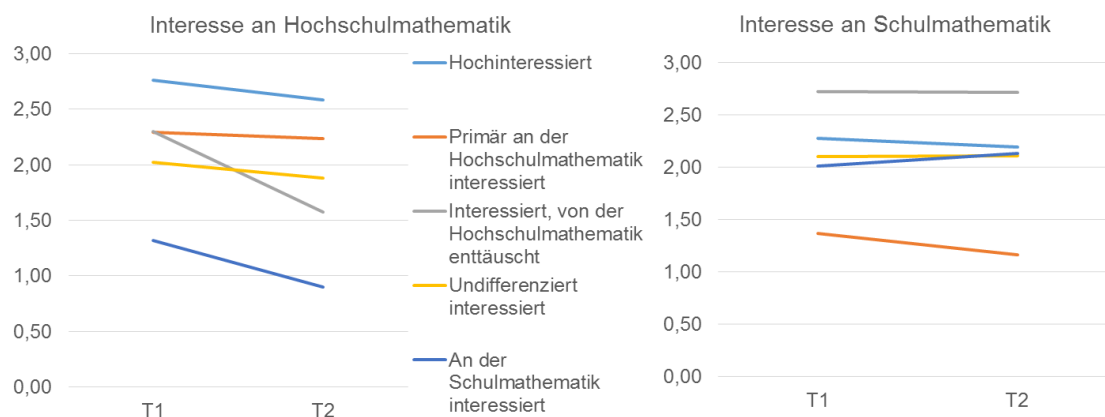 Interesse an Hochschulmathematik
3,00
2,50
2,00
1,50
1,00
0,50
0,00
T1
T2
Hochinteressiert
Primär an der
Hochschulmathematik
interessiert
Interessiert, von der
Hochschulmathematik
enttäuscht
Undifferenziert
interessiert
An der
Schulmathematik
interessiert
Interesse an Schulmathematik
3,00
2,50
2,00
1,50
1,00
0,50
0,00
T1
T2